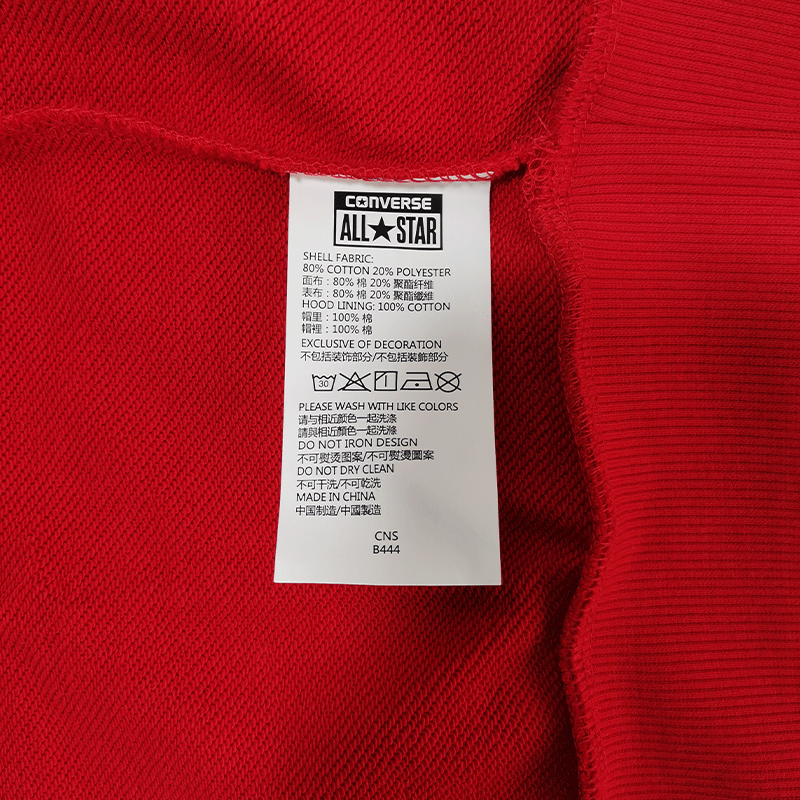 CONVERSE
ALL★STAR
SHELL FABRIC:
80% COTTON 20% POLYESTER
面布：80% 棉 20% 聚酯纤维
表布：80% 棉 20% 聚酯纖維
HOOD LINING: 100% COTTON
帽里：100% 棉
帽裡：100% 棉
EXCLUSIVE OF DECORATION
不包括装饰部分/不包括裝飾部分
30
PLEASE WASH WITH LIKE COLORS
请与相近颜色一起洗涤
請與相近顏色一起洗滌
DO NOT IRON DESIGN
不可熨烫图案/不可熨燙圖案
DO NOT DRY CLEAN
不可干洗/不可乾洗
MADE IN CHINA
中国制造/中國製造
CNS
B444